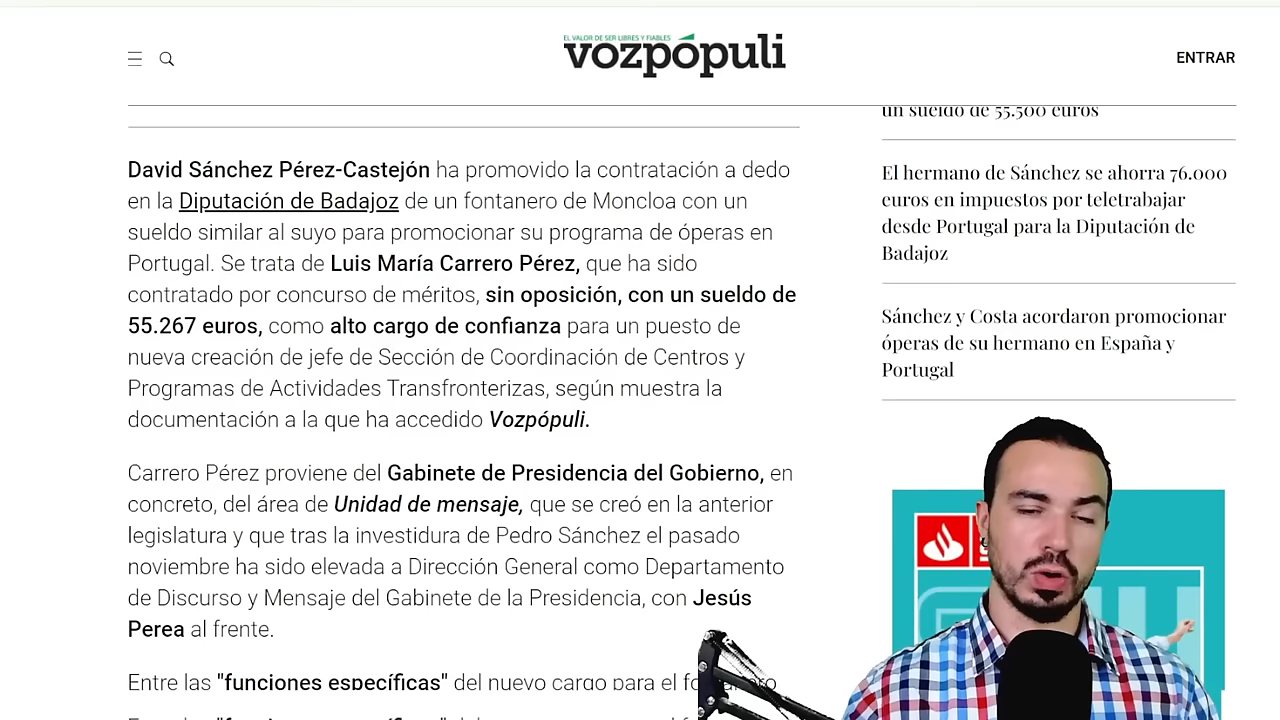 EL VALOR DE SER LIBRES Y FIABLES
vozpópuli
ENTRAR
David Sánchez Pérez-Castejón ha promovido la contratación a dedo
en la Diputación de Badajoz de un fontanero de Moncloa con un
sueldo similar al suyo para promocionar su programa de óperas en
Portugal. Se trata de Luis María Carrero Pérez, que ha sido
contratado por concurso de méritos, sin oposición, con un sueldo de
55.267 euros, como alto cargo de confianza para un puesto de
nueva creación de jefe de Sección de Coordinación de Centros y
Programas de Actividades Transfronterizas, según muestra la
documentación a la que ha accedido Vozpópuli.
Carrero Pérez proviene del Gabinete de Presidencia del Gobierno, en
concreto, del área de Unidad de mensaje, que se creó en la anterior
legislatura y que tras la investidura de Pedro Sánchez el pasado
noviembre ha sido elevada a Dirección General como Departamento
de Discurso y Mensaje del Gabinete de la Presidencia, con Jesús
Perea al frente.
Entre las "funciones específicas" del nuevo cargo para el
un sueldo de 55.500 euros
El hermano de Sánchez se ahorra 76.000
euros en impuestos por teletrabajar
desde Portugal para la Diputación de
Badajoz
Sánchez y Costa acordaron promocionar
óperas de su hermano en España y
Portugal